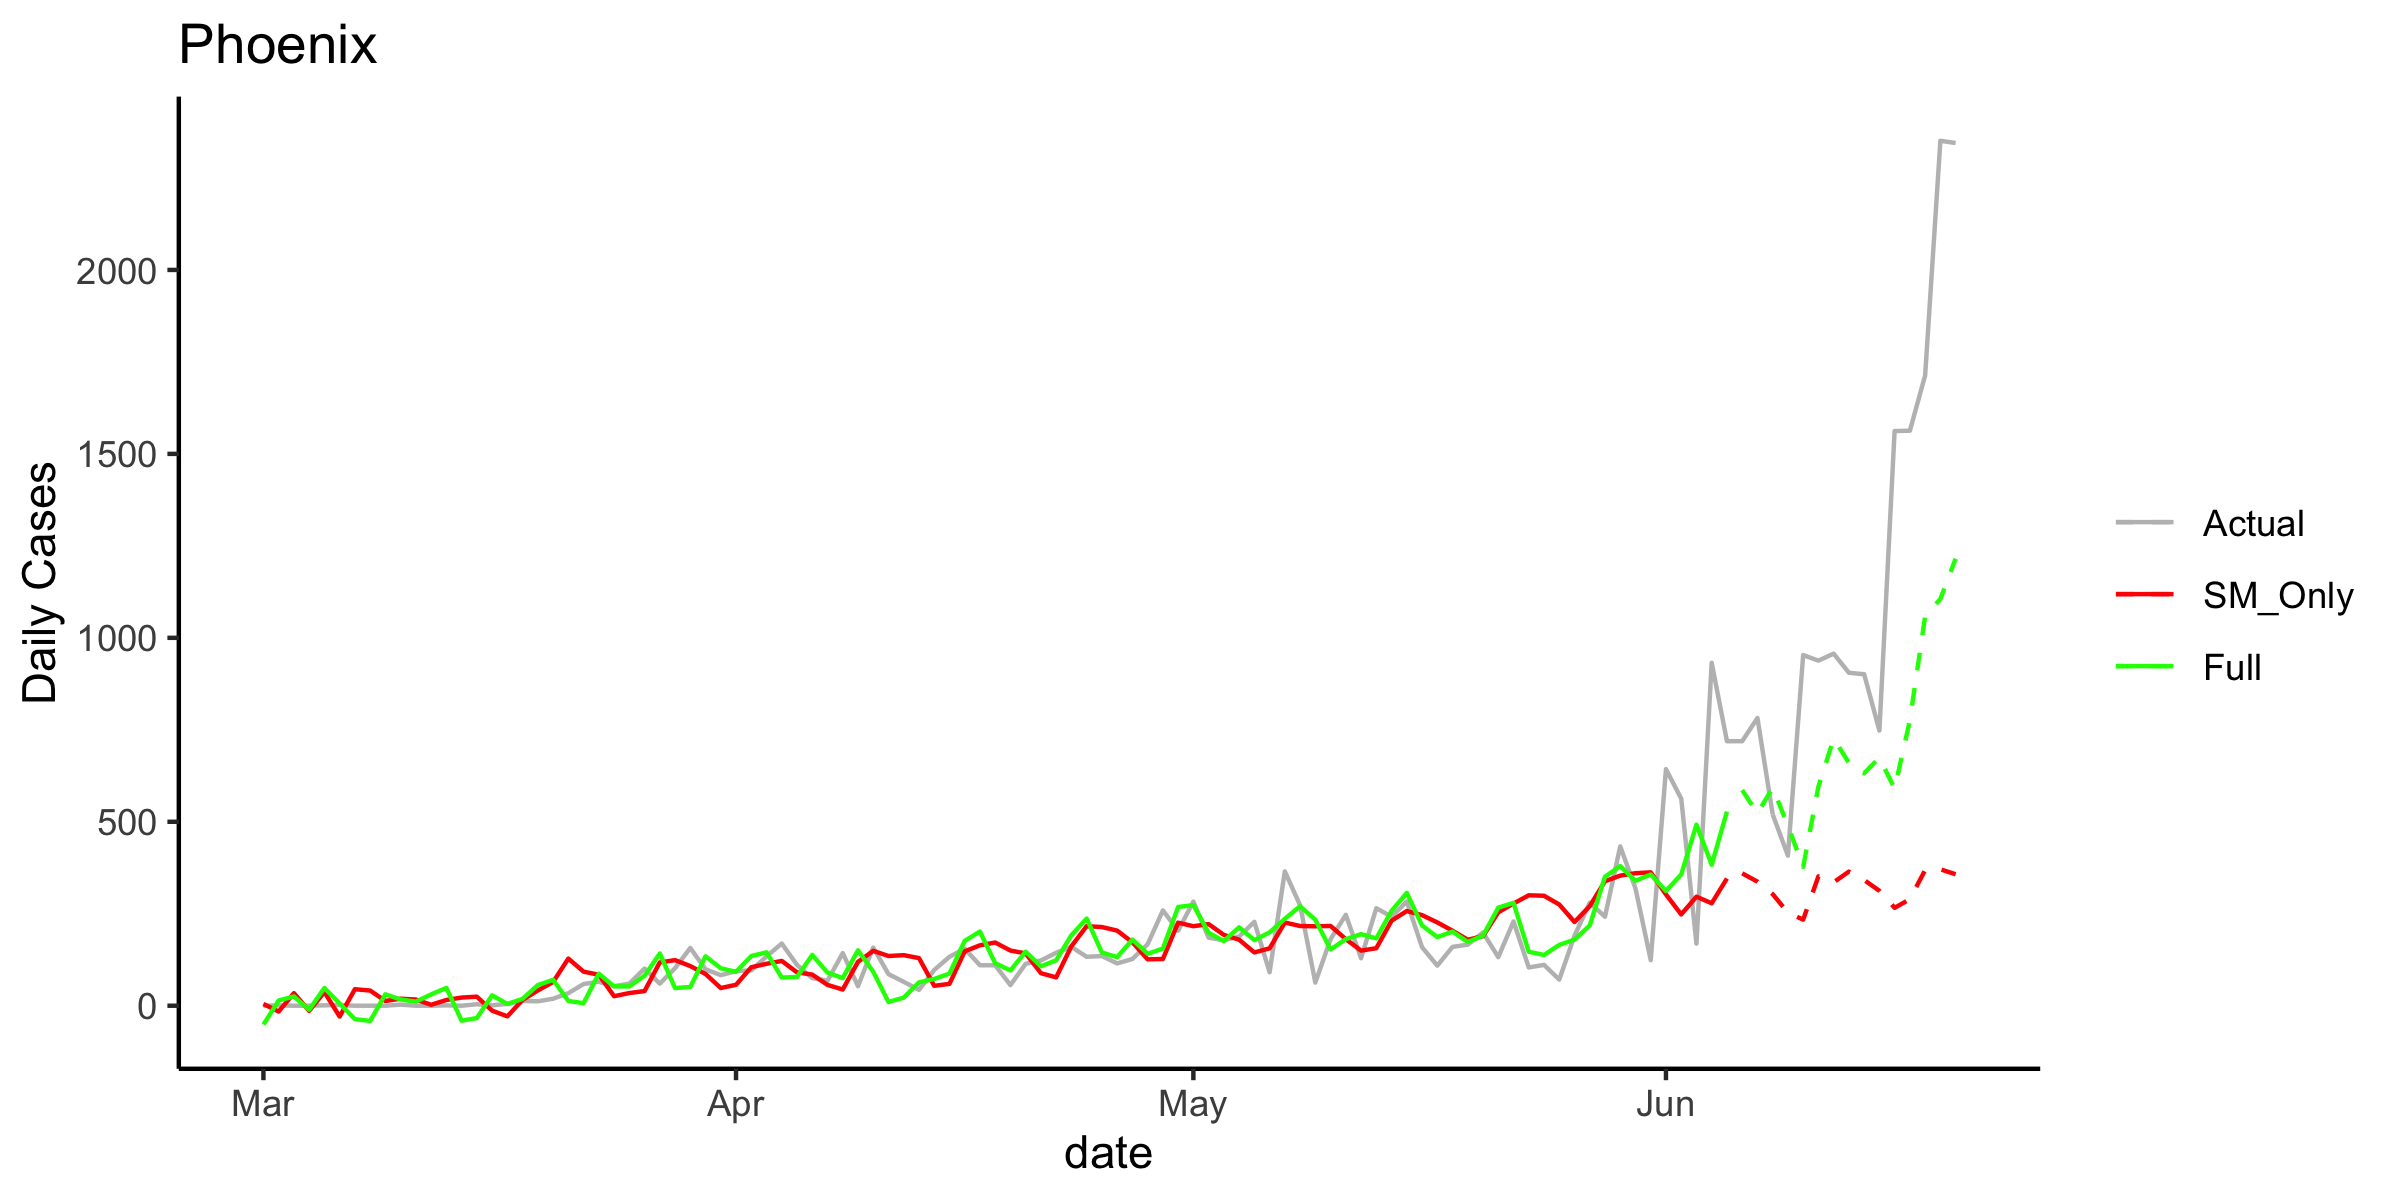 Phoenix
Daily Cases
2000
1500
1000
500
0
Mar
Apr
May
Jun
date
Actual
SM_Only
Full